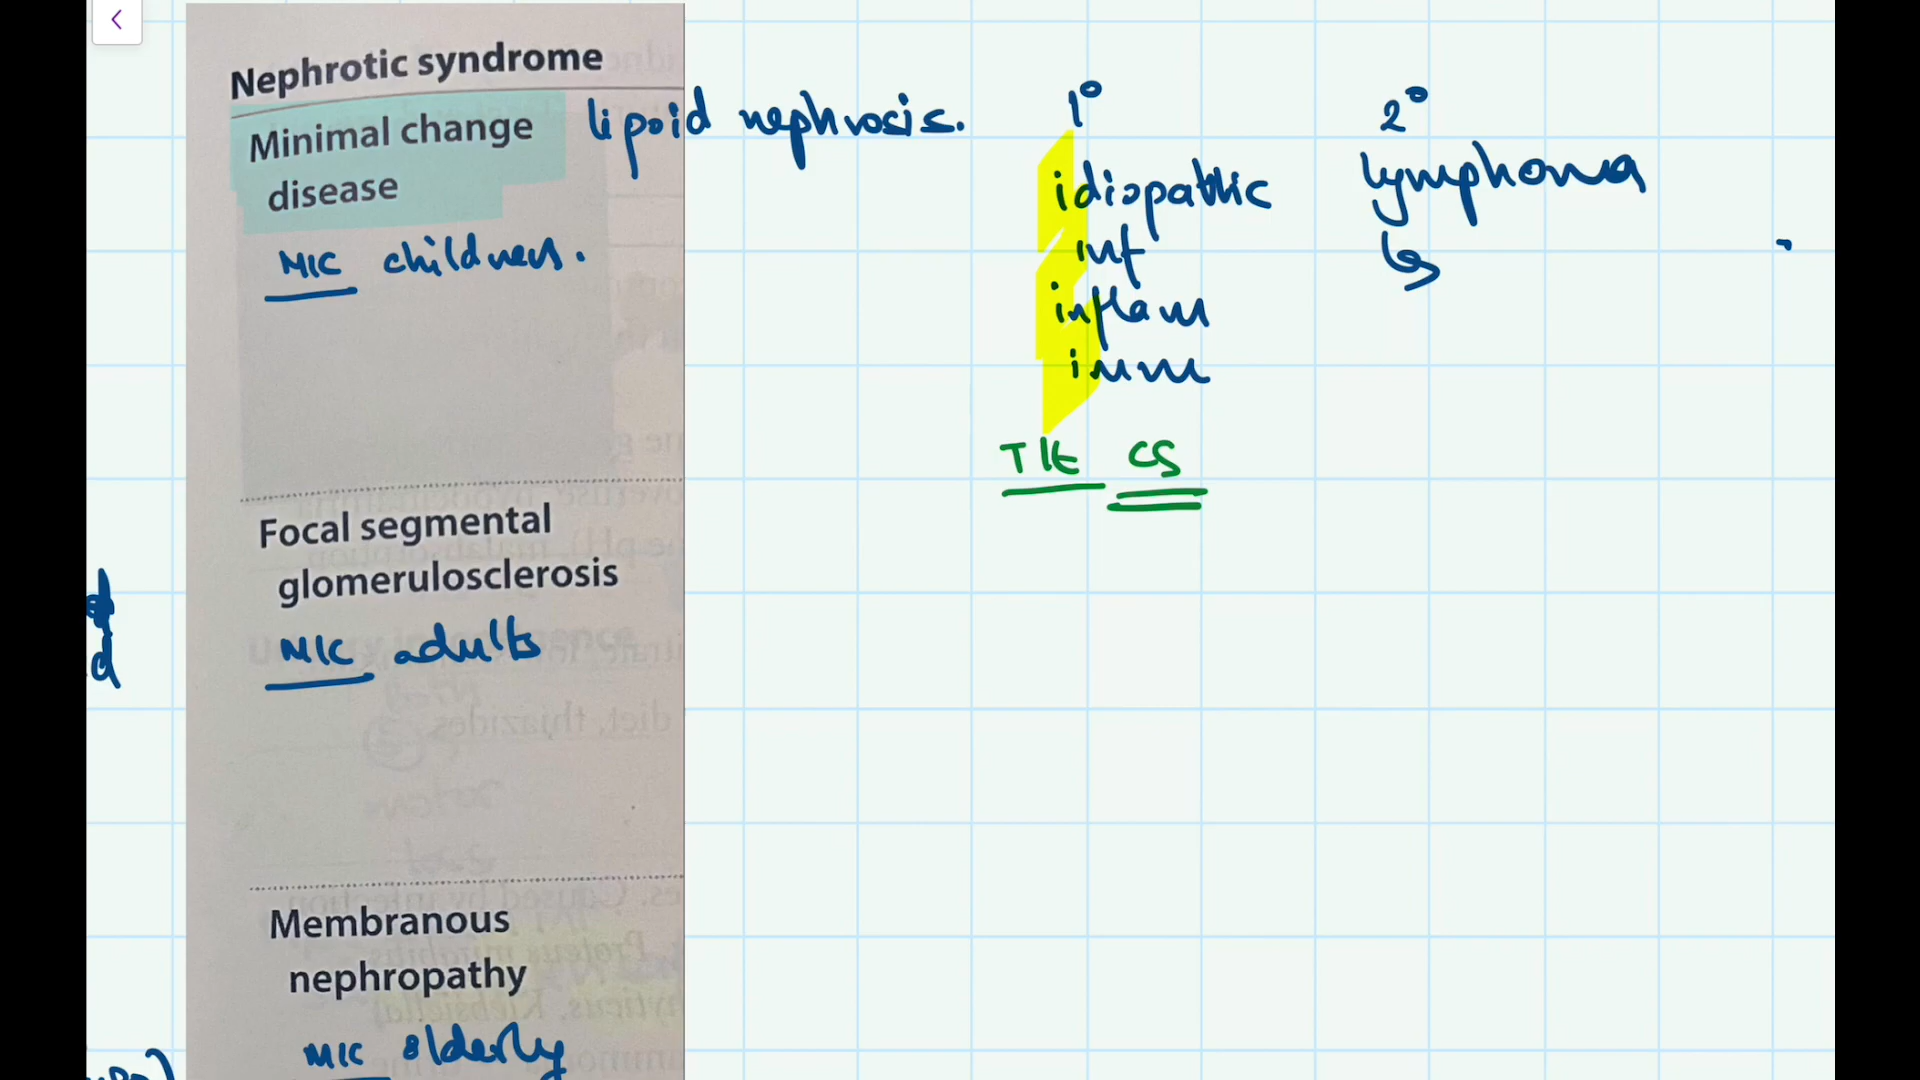 Nephrotic syndrome
Minimal change
disease
lipoid nephrosis.
MIC children.
Focal segmental
glomerulosclerosis
MIC adults
Membranous
nephropathy
MIC elderly
1°
idiopathic
inf
inflam
imm
Ttt CS
2°
lymphoma